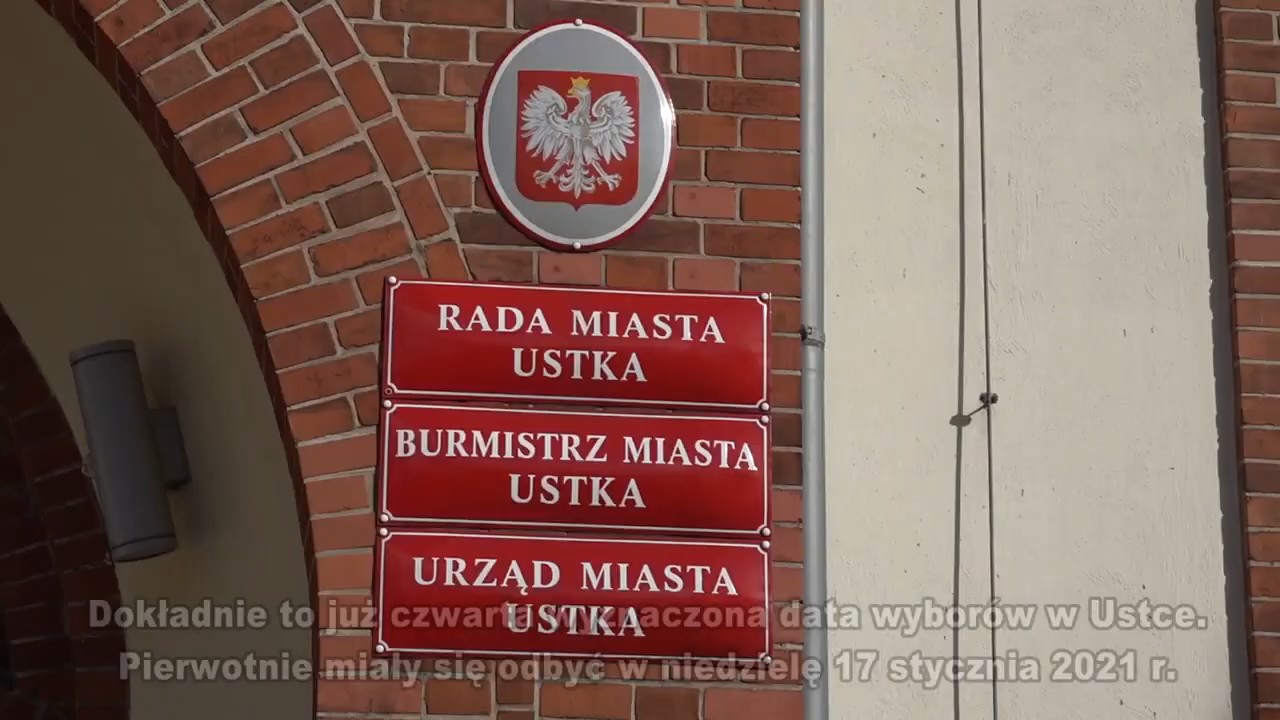 RADA MIASTA
USTKA
BURMISTRZ MIASTA
USTKA
URZĄD MIASTA
USTKA
Dokładnie to już czwarta wyznaczona data wyborów w Ustce.
Pierwotnie miały się odbyć w niedzielę 17 stycznia 2021 r.